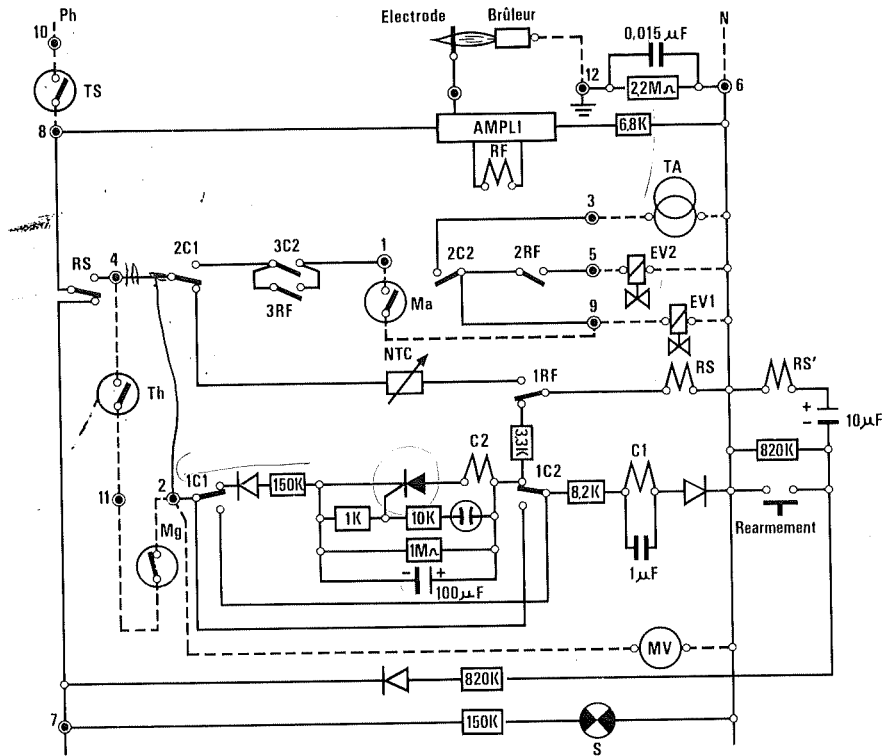 Ph
10
TS
8
Electrode
Brûleur
12
0,015 µF
2,2MΩ
N
6
AMPLI
6,8K
RF
TA
3
RS
4
2C1
3C2
3RF
1
Ma
2C2
2RF
5
EV2
9
EV1
NTC
1RF
RS
RS'
+
-
10µF
Th
3,3K
820K
11
2
1C1
150K
C2
1C2
8,2K
C1
Rearmement
1K
10K
Mg
1MΩ
-
+
100µF
1µF
MV
820K
7
150K
S